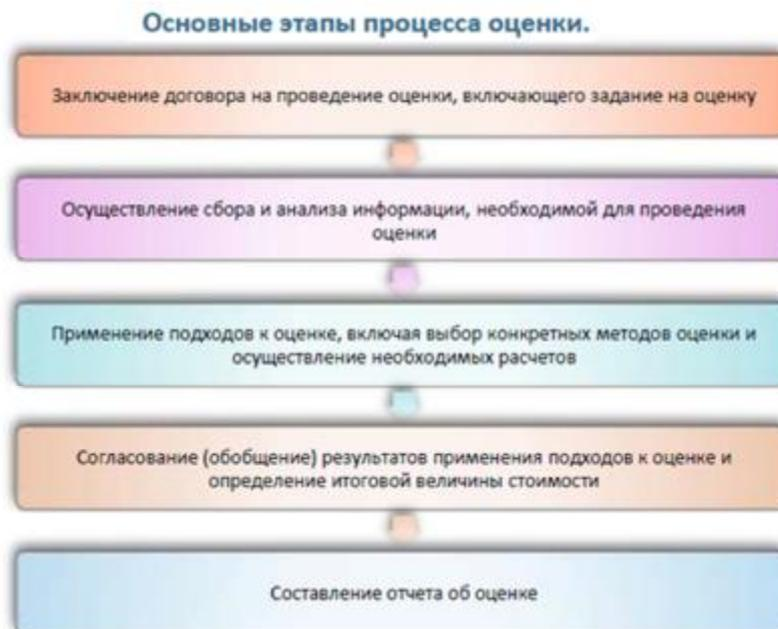 Основные этапы процесса оценки.
Заключение договора на проведение оценки, включающего задание на оценку
Осуществление сбора и анализа информации, необходимой для проведения
оценки
Применение подходов к оценке, включая выбор конкретных методов оценки и
осуществление необходимых расчетов
Согласование (обобщение) результатов применения подходов к оценке и
определение итоговой величины стоимости
Составление отчета об оценке